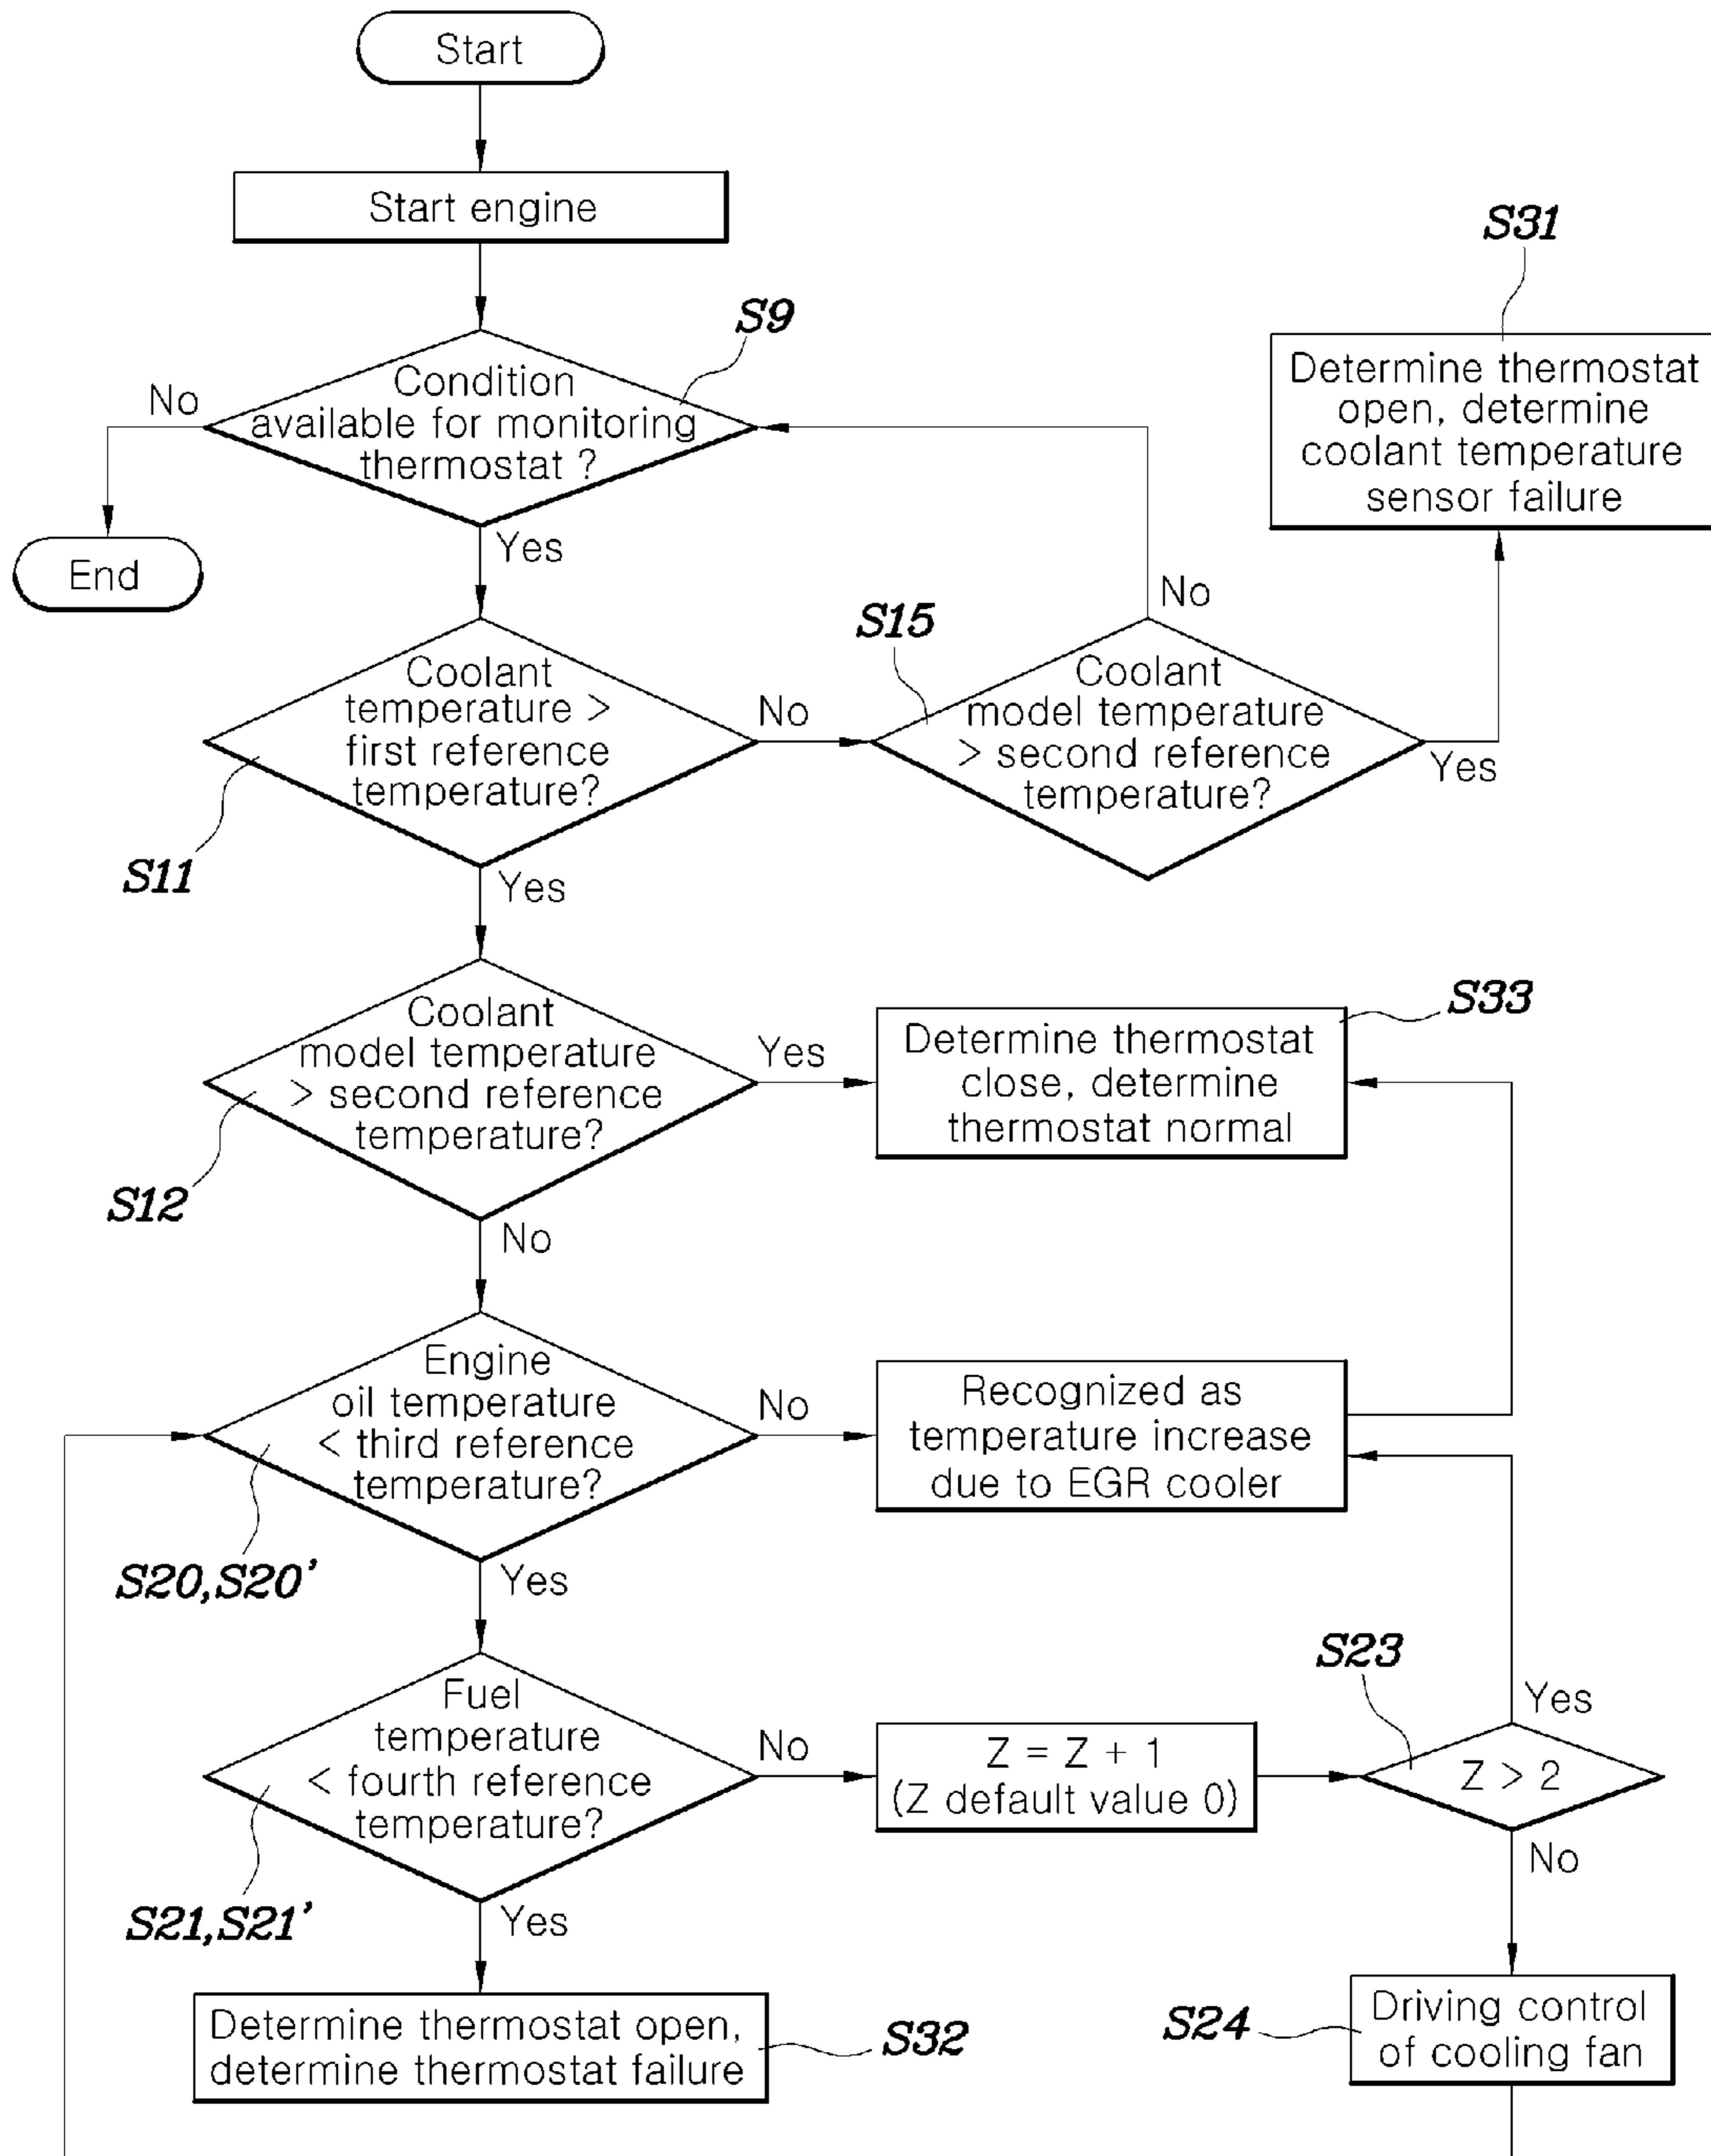 Start
Start engine
S9
Condition
available for monitoring
thermostat ?
No
End
Yes
S31
Determine thermostat
open, determine
coolant temperature
sensor failure
Coolant
temperature >
first reference
temperature?
S11
No
Yes
S15
Coolant
model temperature
> second reference
temperature?
No
Yes
Coolant
model temperature
> second reference
temperature?
S12
Yes
No
S33
Determine thermostat
close, determine
thermostat normal
Engine
oil temperature
< third reference
temperature?
S20,S20'
No
Yes
Recognized as
temperature increase
due to EGR cooler
Fuel
temperature
< fourth reference
temperature?
S21,S21'
No
Yes
Z = Z + 1
(Z default value 0)
S23
Z > 2
Yes
No
Determine thermostat open,
determine thermostat failure
S32
S24
Driving control
of cooling fan